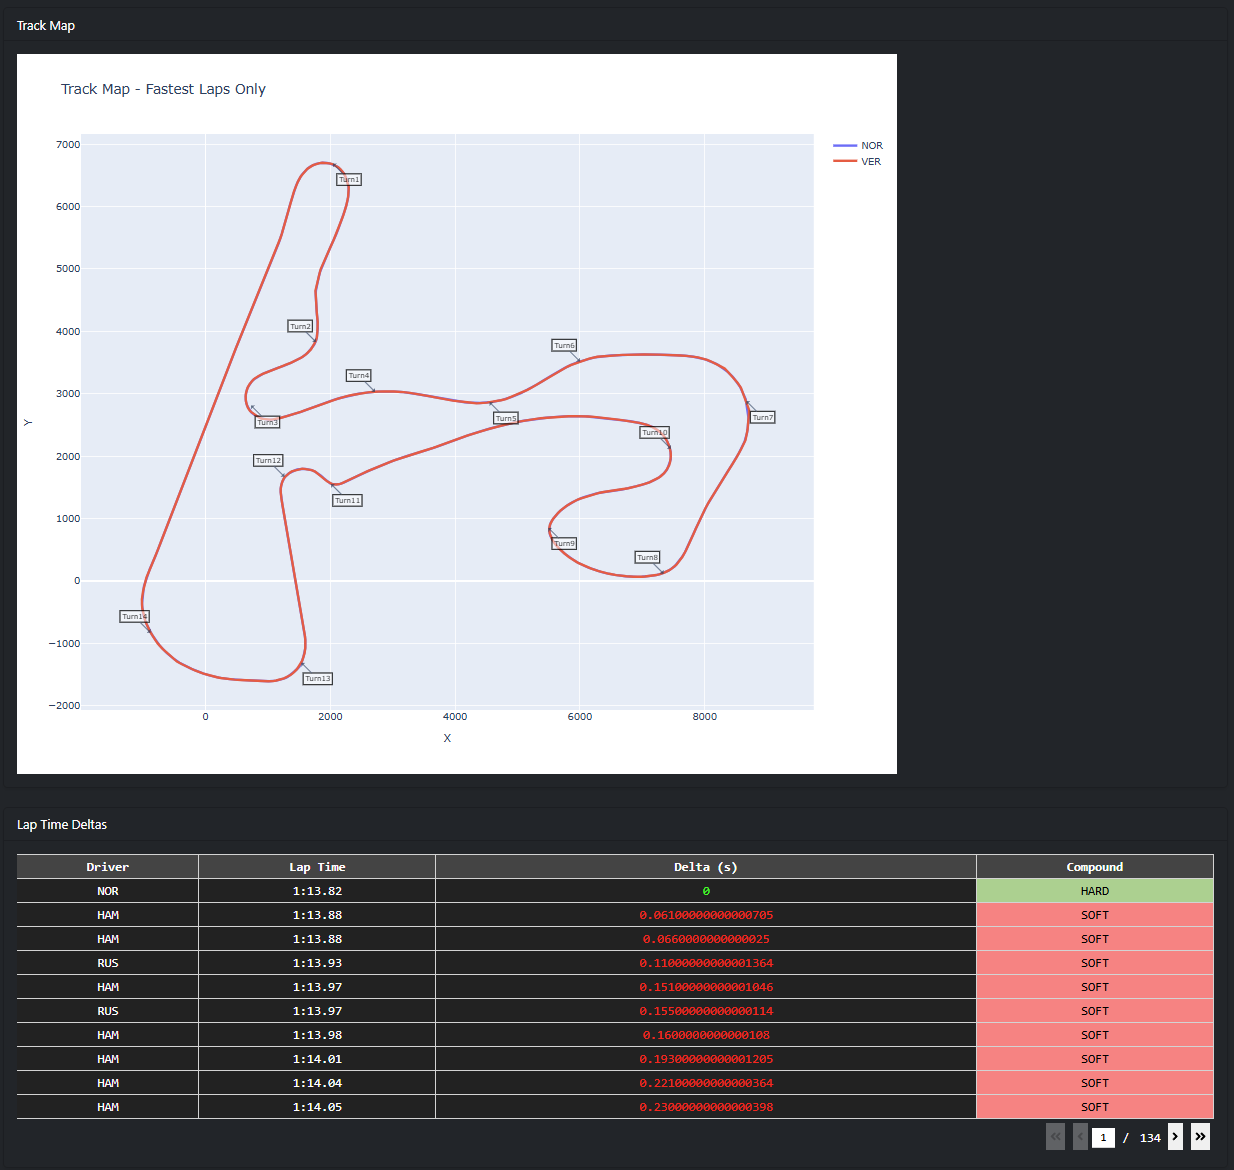 Track Map
Track Map - Fastest Laps Only
NOR
VER
7000
6000
5000
4000
3000
2000
1000
0
−1000
−2000
Y
Turn1
Turn2
Turn3
Turn4
Turn5
Turn6
Turn7
Turn8
Turn9
Turn10
Turn11
Turn12
Turn13
Turn14
0 2000 4000 6000 8000
X
Lap Time Deltas
Driver Lap Time Delta (s) Compound
NOR 1:13.82 0 HARD
HAM 1:13.88 0.06100000000000705 SOFT
HAM 1:13.88 0.0660000000000025 SOFT
RUS 1:13.93 0.11000000000001364 SOFT
HAM 1:13.97 0.15100000000001046 SOFT
RUS 1:13.97 0.15500000000000114 SOFT
HAM 1:13.98 0.1600000000000108 SOFT
HAM 1:14.01 0.19300000000001205 SOFT
HAM 1:14.04 0.22100000000000364 SOFT
HAM 1:14.05 0.23000000000000398 SOFT
1 / 134